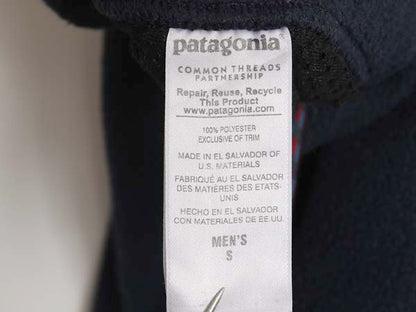 patagonia®
COMMON THREADS
PARTNERSHIP
Repair, Reuse, Recycle
This Product
www.patagonia.com
100% POLYESTER
EXCLUSIVE OF TRIM
MADE IN EL SALVADOR OF
U.S. MATERIALS
FABRIQUÉ AU EL SALVADOR
DES MATIÈRES DES ETATS-
UNIS
HECHO EN EL SALVADOR
CON MATERIALES DE EE.UU.
MEN'S
S